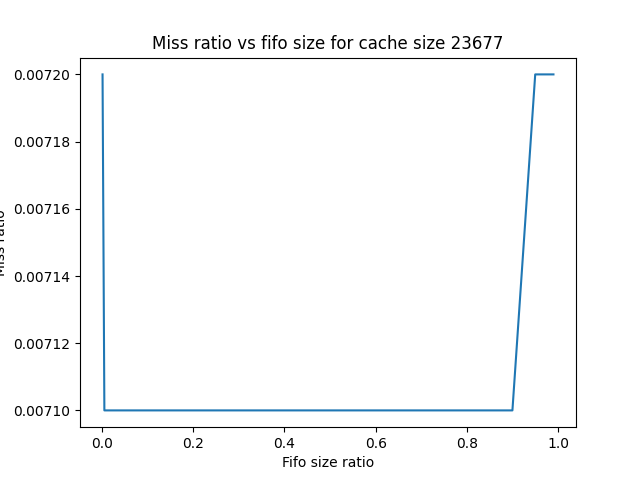 Miss ratio vs fifo size for cache size 23677
0.00720
0.00718
0.00716
0.00714
0.00712
0.00710
Miss ratio
0.0 0.2 0.4 0.6 0.8 1.0
Fifo size ratio